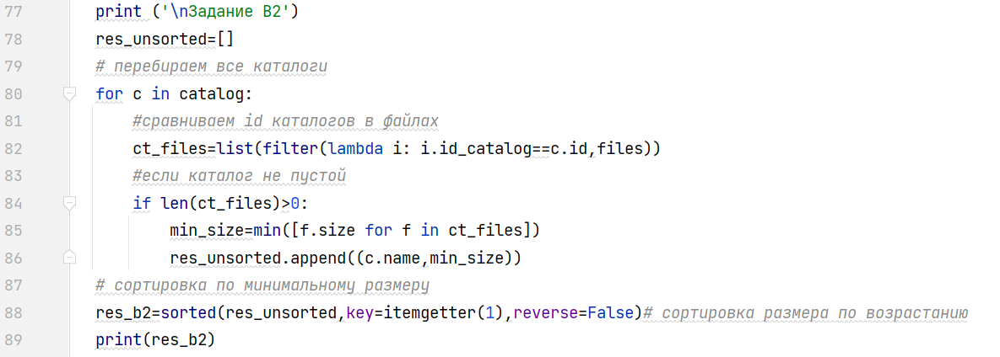 77 print ('\nЗадание В2')
78 res_unsorted=[]
79 # перебираем все каталоги
80 for c in catalog:
81 #сравниваем id каталогов в файлах
82 ct_files=list(filter(lambda i: i.id_catalog==c.id,files))
83 #если каталог не пустой
84 if len(ct_files)>0:
85 min_size=min([f.size for f in ct_files])
86 res_unsorted.append((c.name,min_size))
87 # сортировка по минимальному размеру
88 res_b2=sorted(res_unsorted,key=itemgetter(1),reverse=False)# сортировка размера по возрастанию
89 print(res_b2)